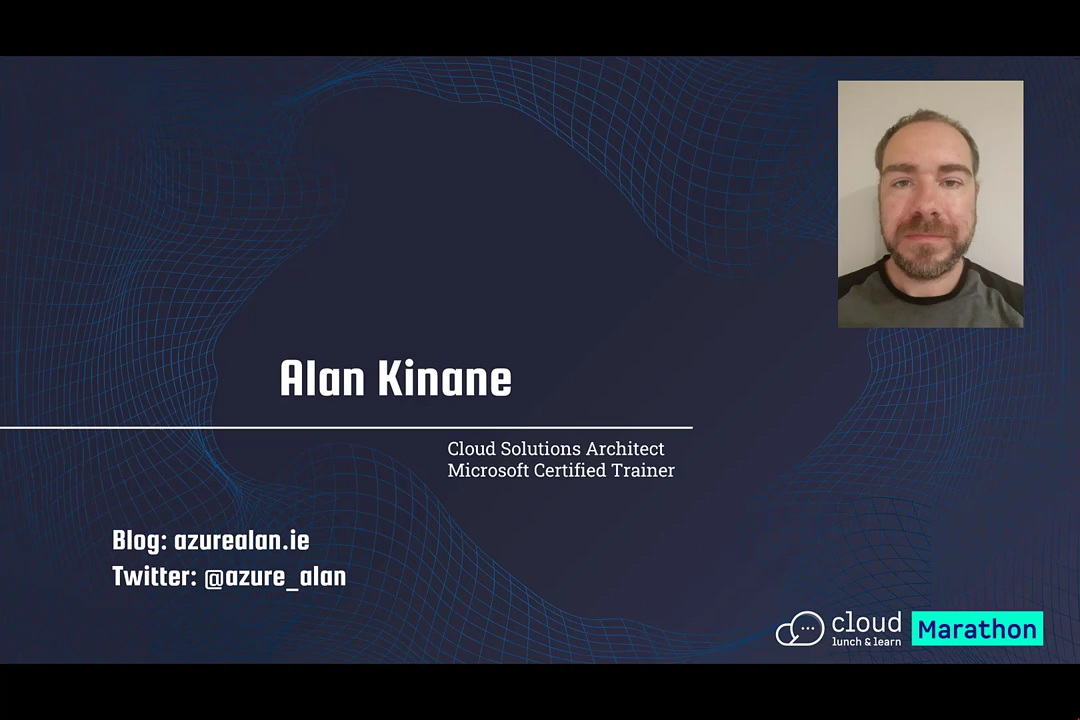 Alan Kinane
Cloud Solutions Architect
Microsoft Certified Trainer
Blog: azurealan.ie
Twitter: @azure_alan
cloud
lunch & learn
Marathon